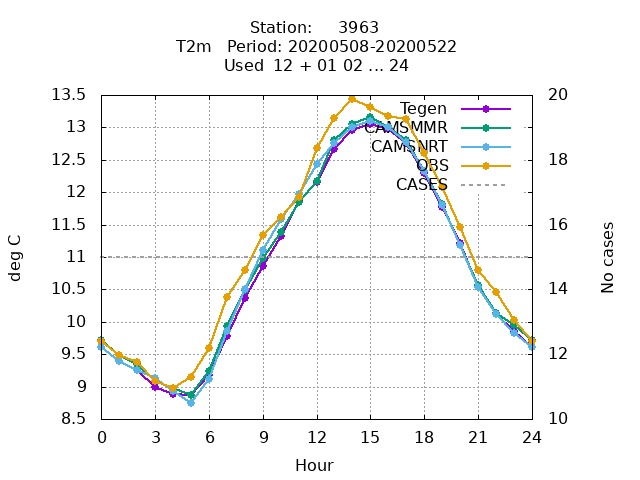 Station:     3963
T2m   Period: 20200508-20200522
Used  12 + 01 02 ... 24
13.5
13
12.5
12
11.5
11
10.5
10
9.5
9
8.5
deg C
20
18
16
14
12
10
No cases
Tegen
CAMSMMR
CAMSNRT
OBS
CASES
0 3 6 9 12 15 18 21 24
Hour